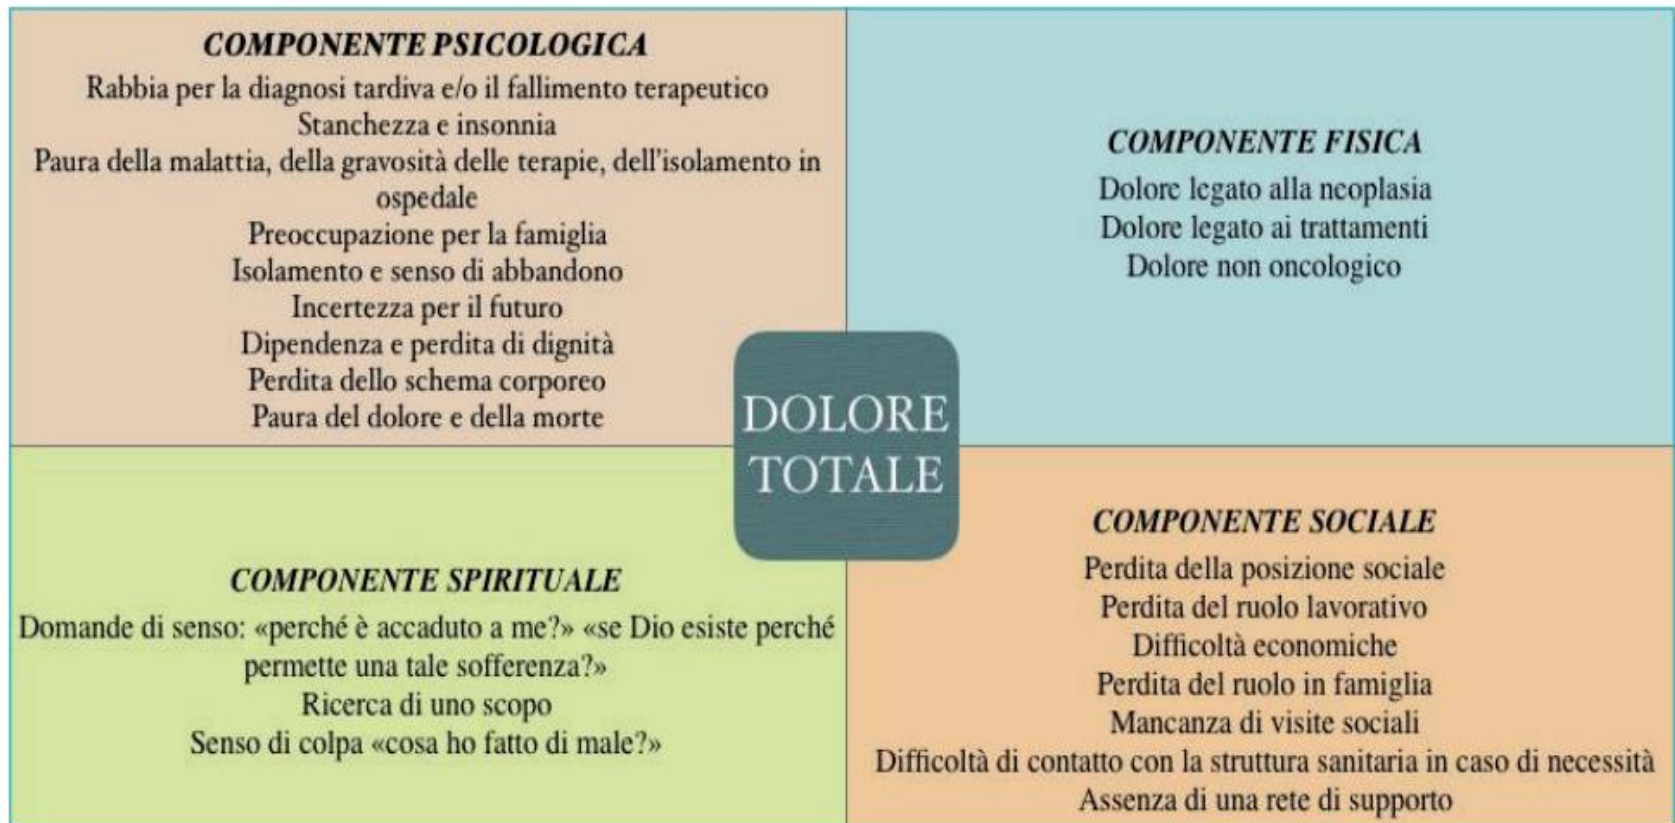 COMPONENTE PSICOLOGICA
Rabbia per la diagnosi tardiva e/o il fallimento terapeutico
Stanchezza e insonnia
Paura della malattia, della gravosità delle terapie, dell'isolamento in
ospedale
Preoccupazione per la famiglia
Isolamento e senso di abbandono
Incertezza per il futuro
Dipendenza e perdita di dignità
Perdita dello schema corporeo
Paura del dolore e della morte
COMPONENTE FISICA
Dolore legato alla neoplasia
Dolore legato ai trattamenti
Dolore non oncologico
DOLORE
TOTALE
COMPONENTE SPIRITUALE
Domande di senso: «perché è accaduto a me?» «se Dio esiste perché
permette una tale sofferenza?»
Ricerca di uno scopo
Senso di colpa «cosa ho fatto di male?»
COMPONENTE SOCIALE
Perdita della posizione sociale
Perdita del ruolo lavorativo
Difficoltà economiche
Perdita del ruolo in famiglia
Mancanza di visite sociali
Difficoltà di contatto con la struttura sanitaria in caso di necessità
Assenza di una rete di supporto